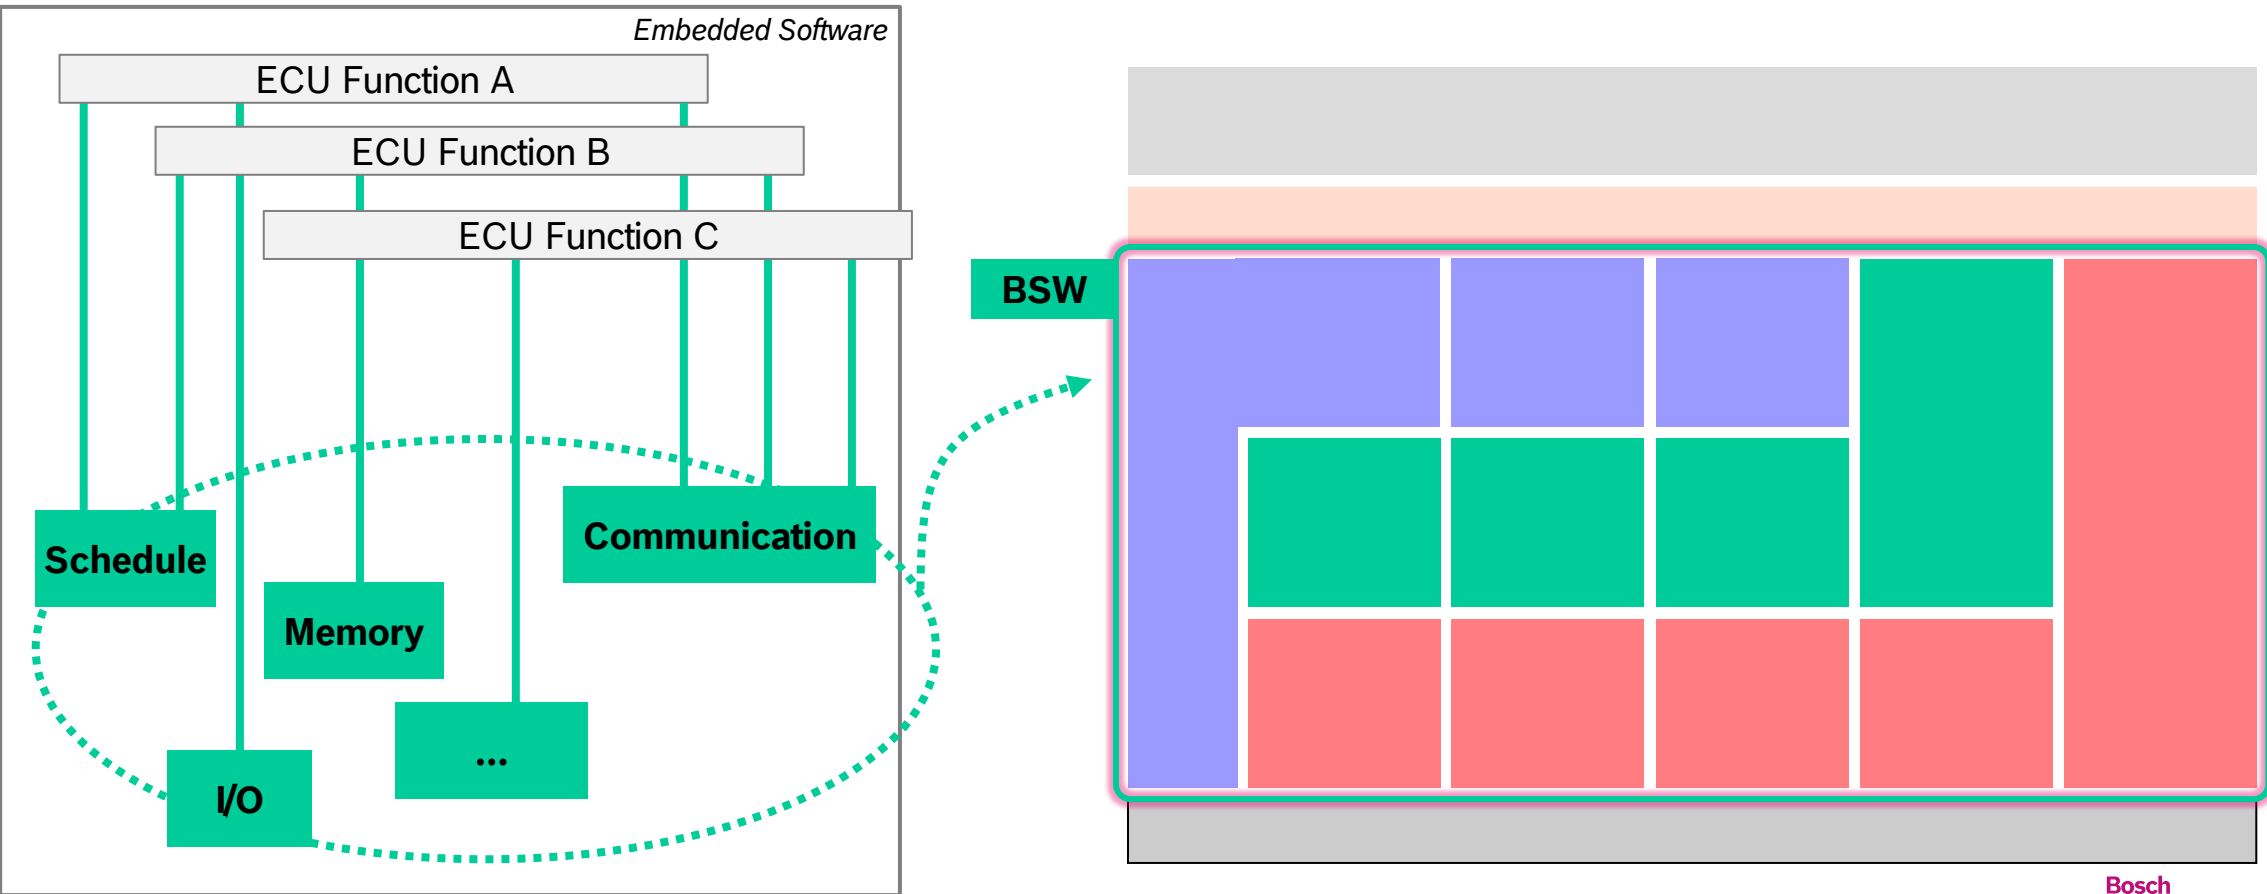 Embedded Software
ECU Function A
ECU Function B
ECU Function C
BSW
Schedule
Communication
Memory
...
I/O
Bosch